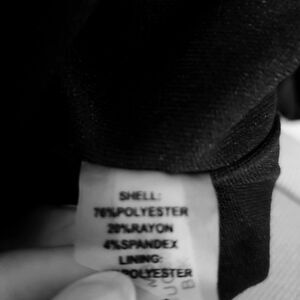 SHELL:
76%POLYESTER
20%RAYON
4%SPANDEX
LINING:
%POLYESTER